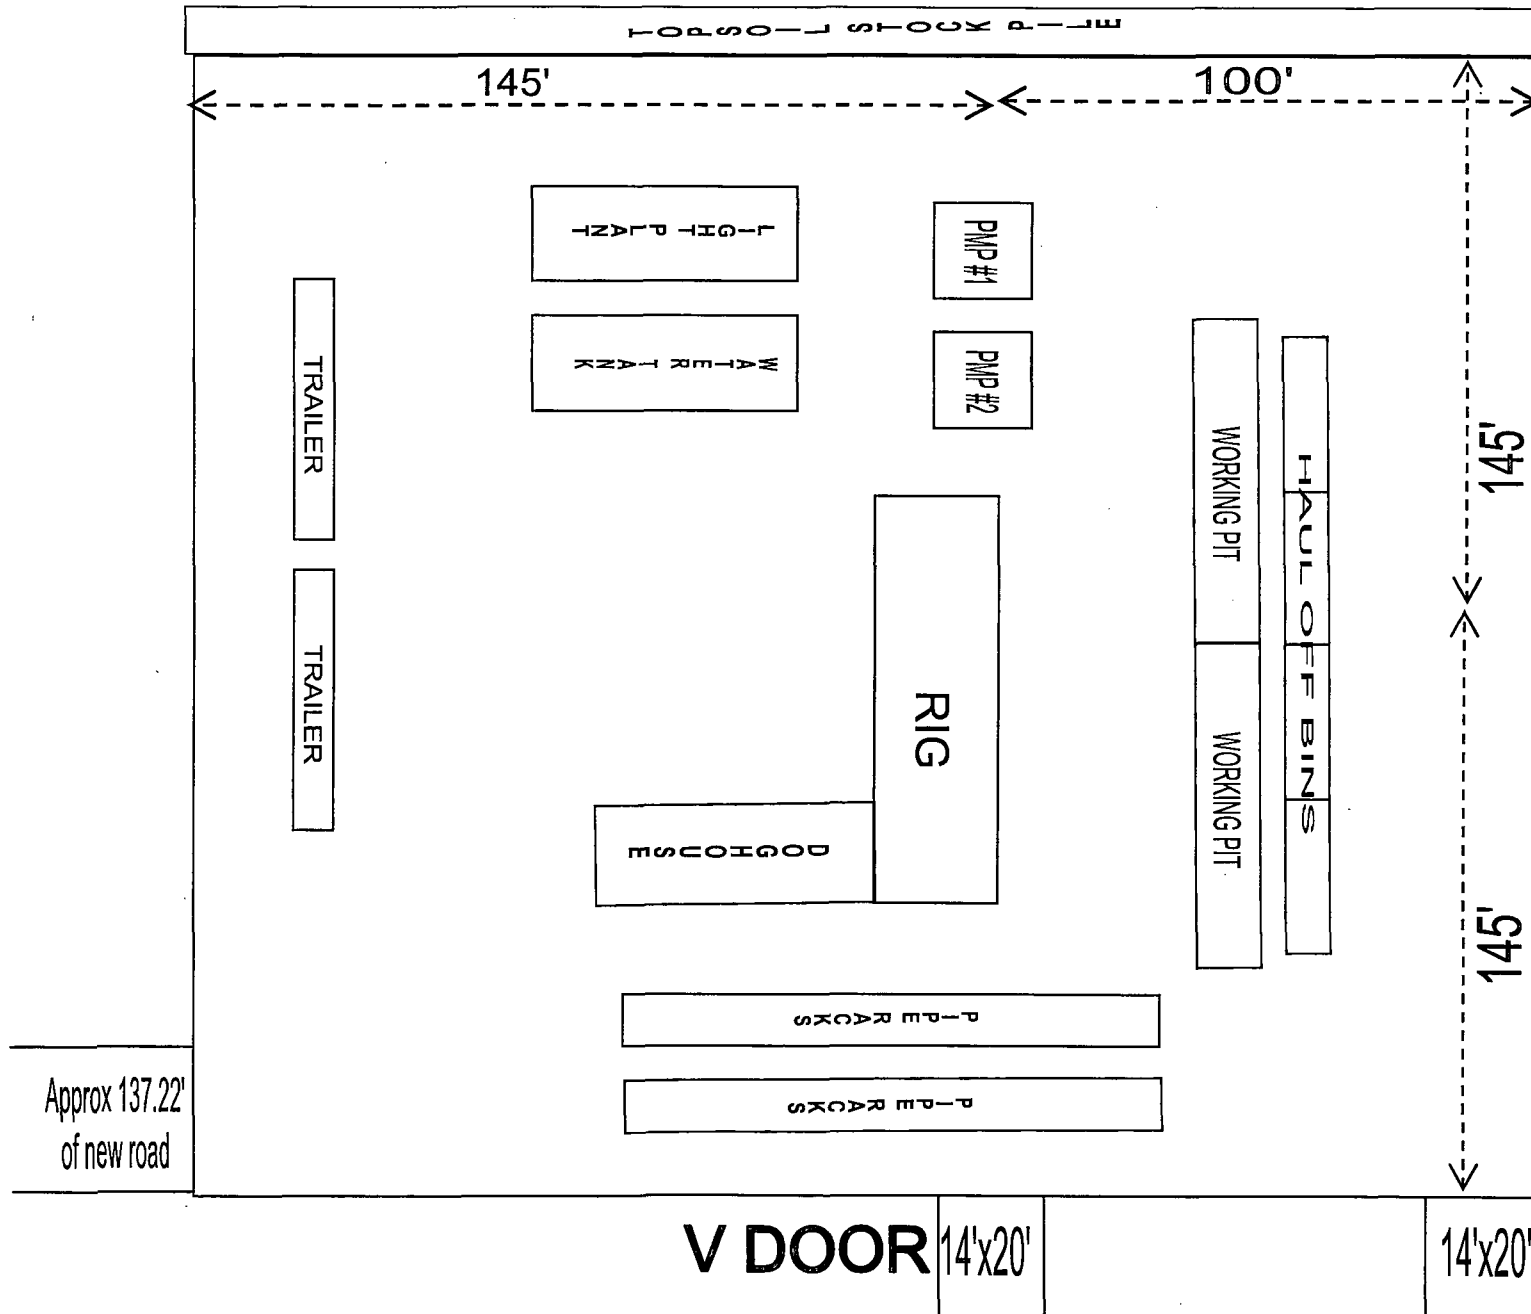 TOPSOIL STOCK PILE
145'
100'
LIGHT PLANT
PMP #1
WATER TANK
PMP #2
TRAILER
WORKING PIT
HAUL OFF BINS
145'
TRAILER
RIG
WORKING PIT
DOGHOUSE
145'
PIPE RACKS
PIPE RACKS
Approx 137.22'
of new road
V DOOR
14'x20'
14'x20'